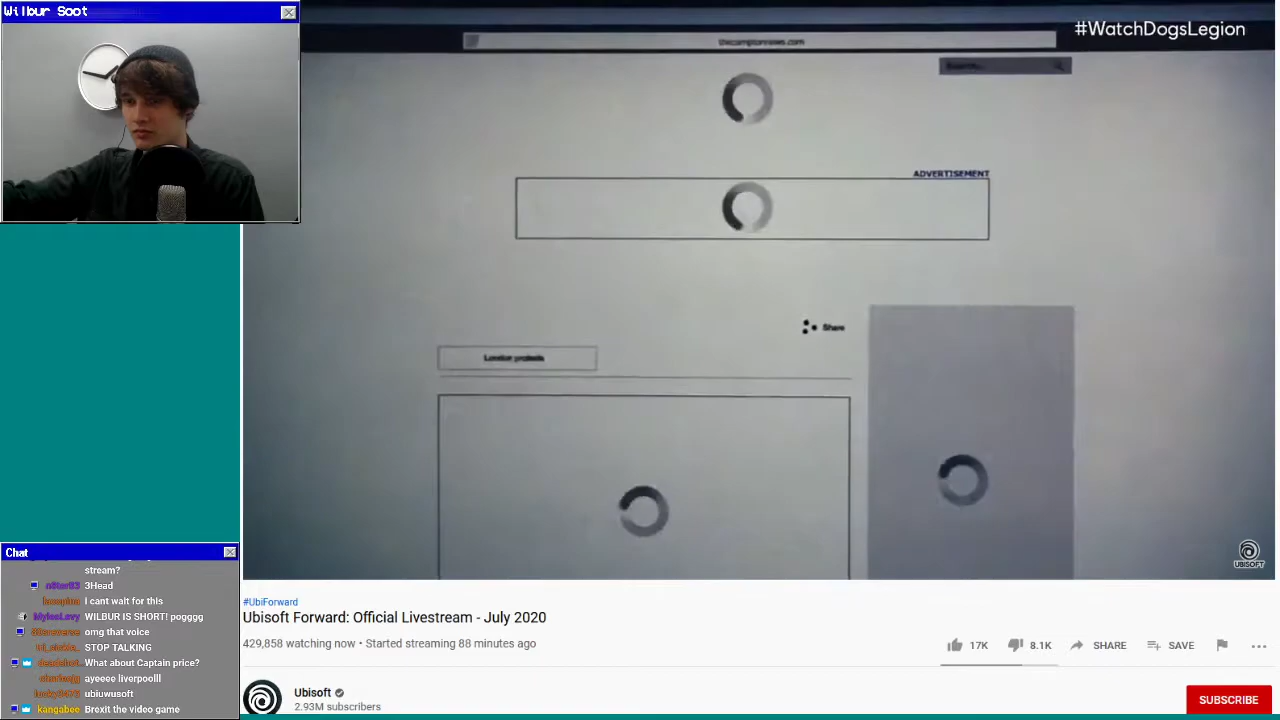 Wilbur Soot
#WatchDogsLegion
ADVERTISEMENT
Share
UBISOFT
Chat
stream?
3Head
i cant wait for this
MylesLevy WILBUR IS SHORT! pogggg
omg that voice
STOP TALKING
What about Captain price?
ayeeee liverpoolll
ubiuwusoft
kangabee Brexit the video game
#UbiForward
Ubisoft Forward: Official Livestream - July 2020
429,858 watching now • Started streaming 88 minutes ago
17K 8.1K SHARE SAVE
Ubisoft
2.93M subscribers
SUBSCRIBE